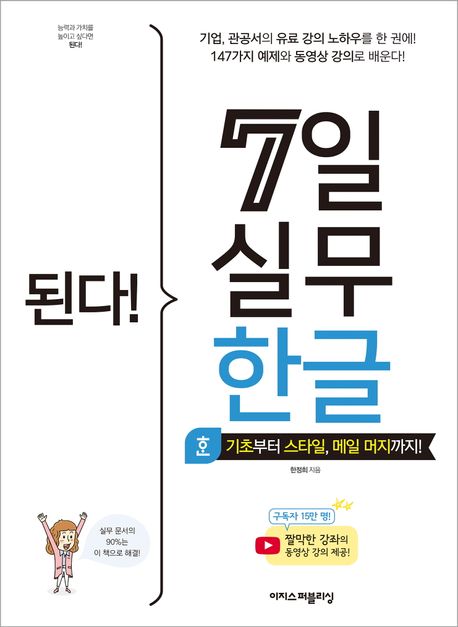 능력과 가치를
높이고 싶다면
된다!
기업, 관공서의 유료 강의 노하우를 한 권에!
147가지 예제와 동영상 강의로 배운다!
된다!
7일
실무
한글
ᄒᆞᆫ 기초부터 스타일, 메일 머지까지!
한정희 지음
실무 문서의
90%는
이 책으로 해결!
구독자 15만 명!
짤막한 강좌의
동영상 강의 제공!
이지스퍼블리싱